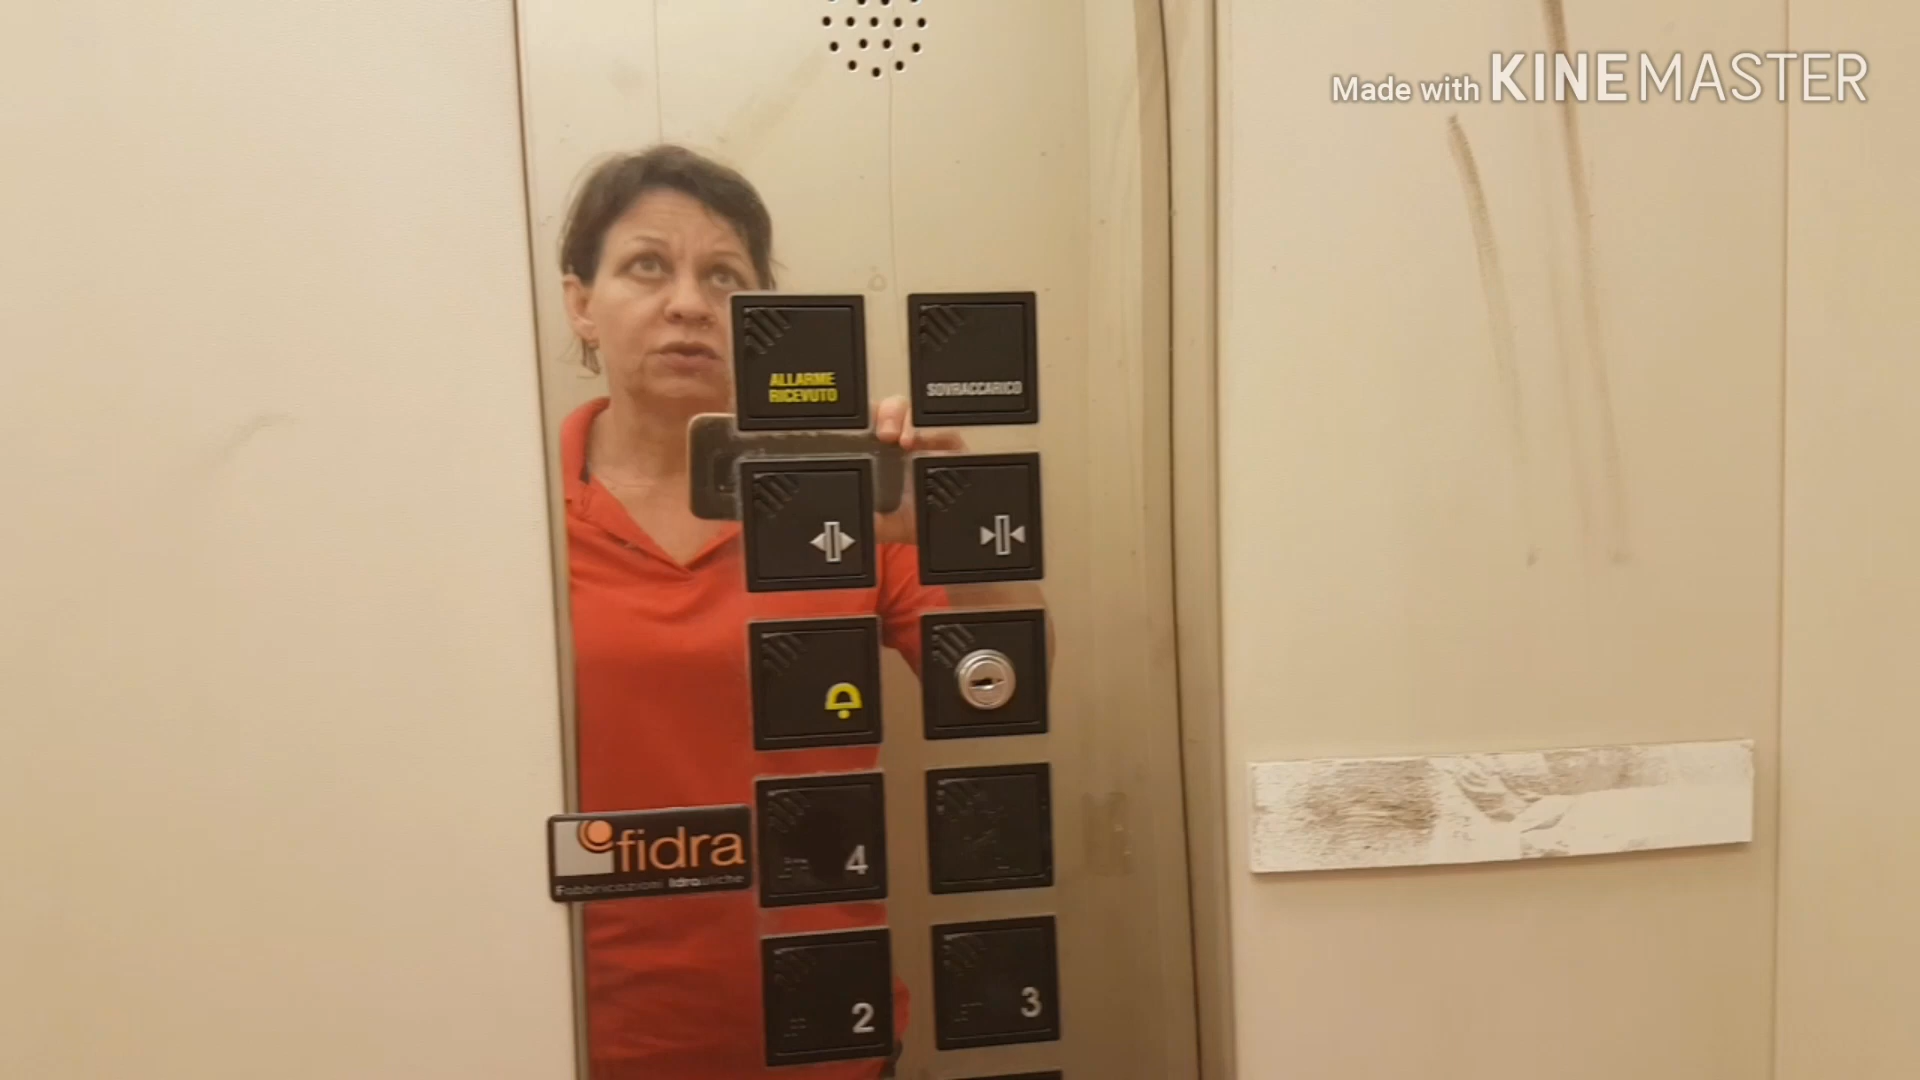 Made with KINEMASTER
ALLARME
RICEVUTO
SOVRACCARICO
fidra
Fabbricazioni Idrauliche
4
2
3